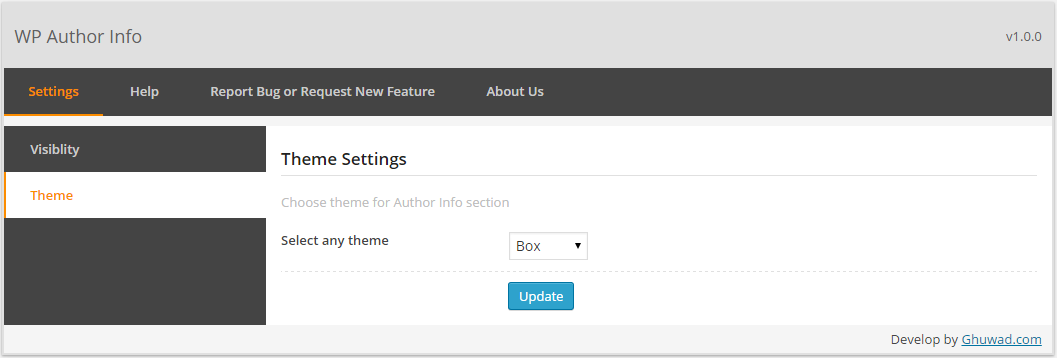 WP Author Info
v1.0.0
Settings Help Report Bug or Request New Feature About Us
Visiblity
Theme
Theme Settings
Choose theme for Author Info section
Select any theme
Box
Update
Develop by Ghuwad.com